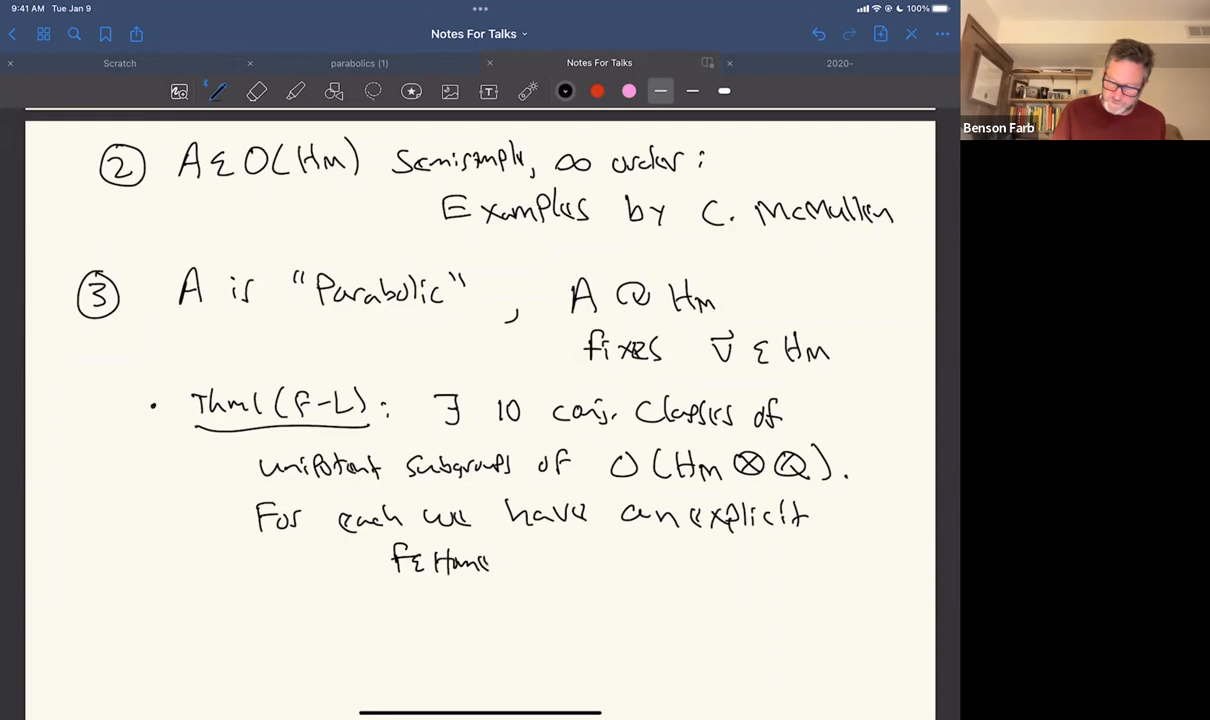 9:41 AM Tue Jan 9
100%
Notes For Talks
Scratch
parabolics (1)
Notes For Talks
2020-
Benson Farb
② A ∈ O(HM) Semisimple, ∞ order:
Examples by C. McMullen
③ A is "Parabolic", A ↻ HM
fixes v⃗ ∈ HM
• Thm1 (F-L): ∃ 10 conj. classes of
unipotent subgroups of O(HM ⊗ Q).
For each we have an explicit
f ∈ Home